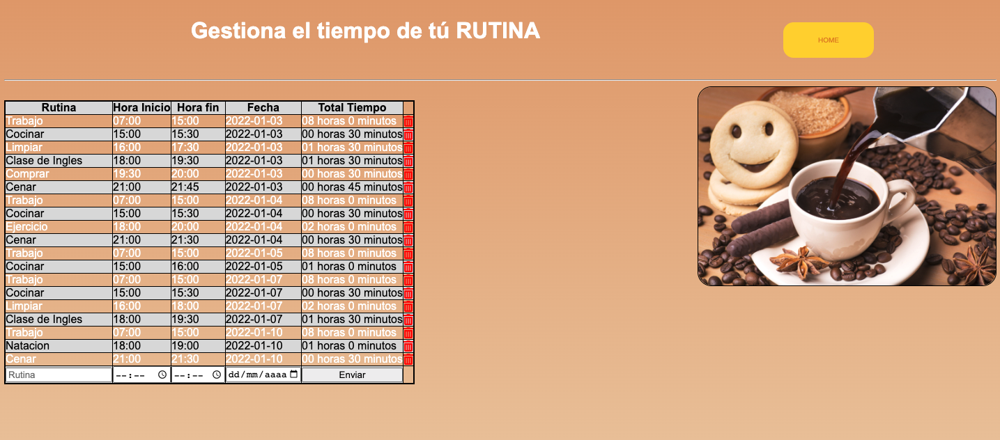 Gestiona el tiempo de tú RUTINA
HOME
Rutina Hora Inicio Hora fin Fecha Total Tiempo
Trabajo 07:00 15:00 2022-01-03 08 horas 0 minutos
Cocinar 15:00 15:30 2022-01-03 00 horas 30 minutos
Limpiar 16:00 17:30 2022-01-03 01 horas 30 minutos
Clase de Ingles 18:00 19:30 2022-01-03 01 horas 30 minutos
Comprar 19:30 20:00 2022-01-03 00 horas 30 minutos
Cenar 21:00 21:45 2022-01-03 00 horas 45 minutos
Trabajo 07:00 15:00 2022-01-04 08 horas 0 minutos
Cocinar 15:00 15:30 2022-01-04 00 horas 30 minutos
Ejercicio 18:00 20:00 2022-01-04 02 horas 0 minutos
Cenar 21:00 21:30 2022-01-04 00 horas 30 minutos
Trabajo 07:00 15:00 2022-01-05 08 horas 0 minutos
Cocinar 15:00 16:00 2022-01-05 01 horas 0 minutos
Trabajo 07:00 15:00 2022-01-07 08 horas 0 minutos
Cocinar 15:00 15:30 2022-01-07 00 horas 30 minutos
Limpiar 16:00 18:00 2022-01-07 02 horas 0 minutos
Clase de Ingles 18:00 19:30 2022-01-07 01 horas 30 minutos
Trabajo 07:00 15:00 2022-01-10 08 horas 0 minutos
Natacion 18:00 19:00 2022-01-10 01 horas 0 minutos
Cenar 21:00 21:30 2022-01-10 00 horas 30 minutos
Rutina --:-- --:-- dd/mm/aaaa Enviar